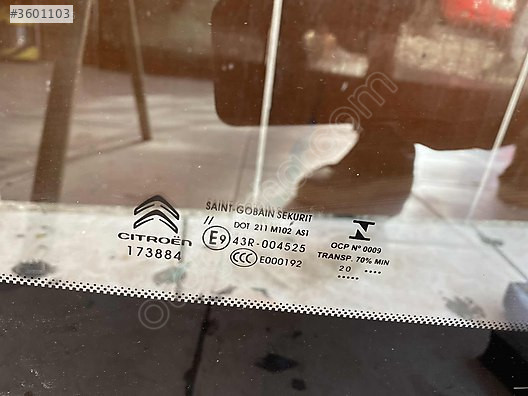 #3601103
SAINT-GOBAIN SEKURIT
//
DOT 211 M102 AS1
CITROËN
173884
E9 43R-004525
CCC E000192
OCP Nº 0009
TRANSP. 70% MIN
20 ••••
•••••